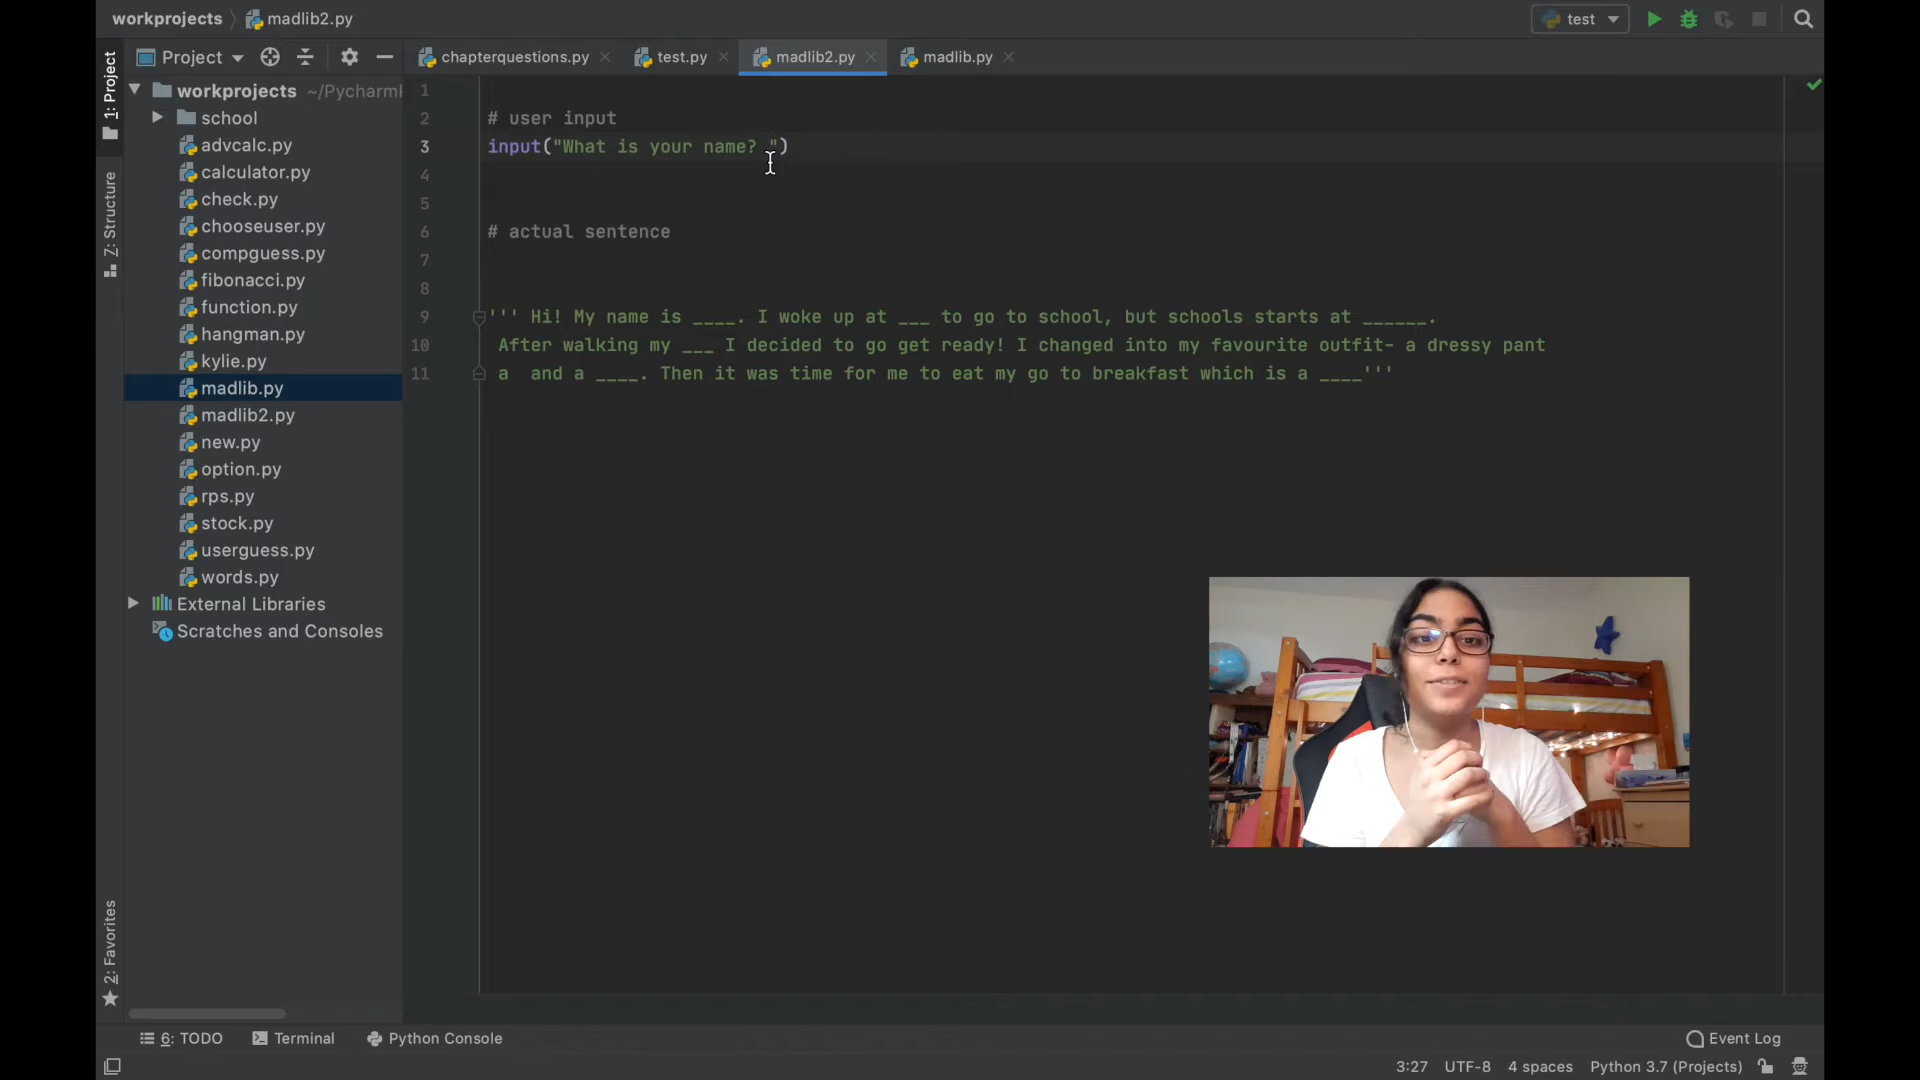 workprojects madlib2.py test
1: Project
Project
chapterquestions.py test.py madlib2.py madlib.py
workprojects ~/Pycharm
school
advcalc.py
calculator.py
check.py
chooseuser.py
compguess.py
fibonacci.py
function.py
hangman.py
kylie.py
madlib.py
madlib2.py
new.py
option.py
rps.py
stock.py
userguess.py
words.py
External Libraries
Scratches and Consoles
Z: Structure
2: Favorites
1
2 # user input
3 input("What is your name? ")
4
5
6 # actual sentence
7
8
9 ''' Hi! My name is ____. I woke up at ___ to go to school, but schools starts at ______.
10 After walking my ___ I decided to go get ready! I changed into my favourite outfit- a dressy pant
11 a  and a ____. Then it was time for me to eat my go to breakfast which is a ____'''
6: TODO Terminal Python Console Event Log
3:27 UTF-8 4 spaces Python 3.7 (Projects)